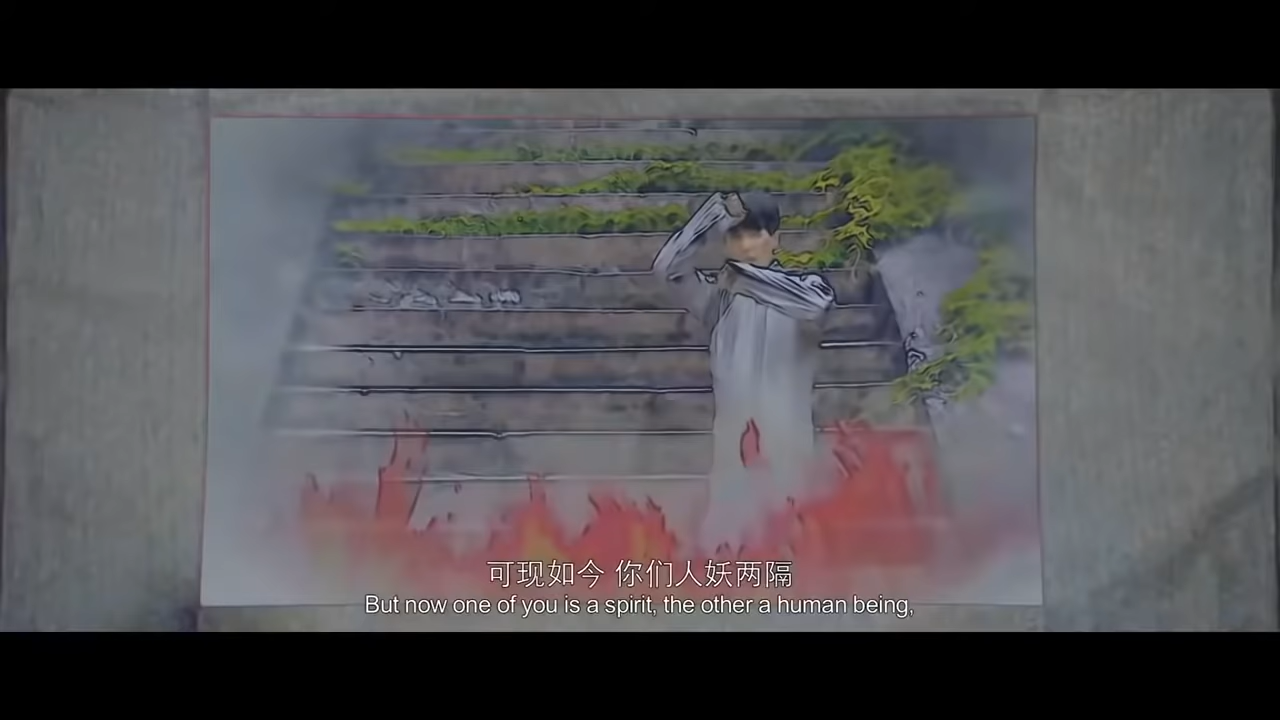 可现如今 你们人妖两隔
But now one of you is a spirit, the other a human being,